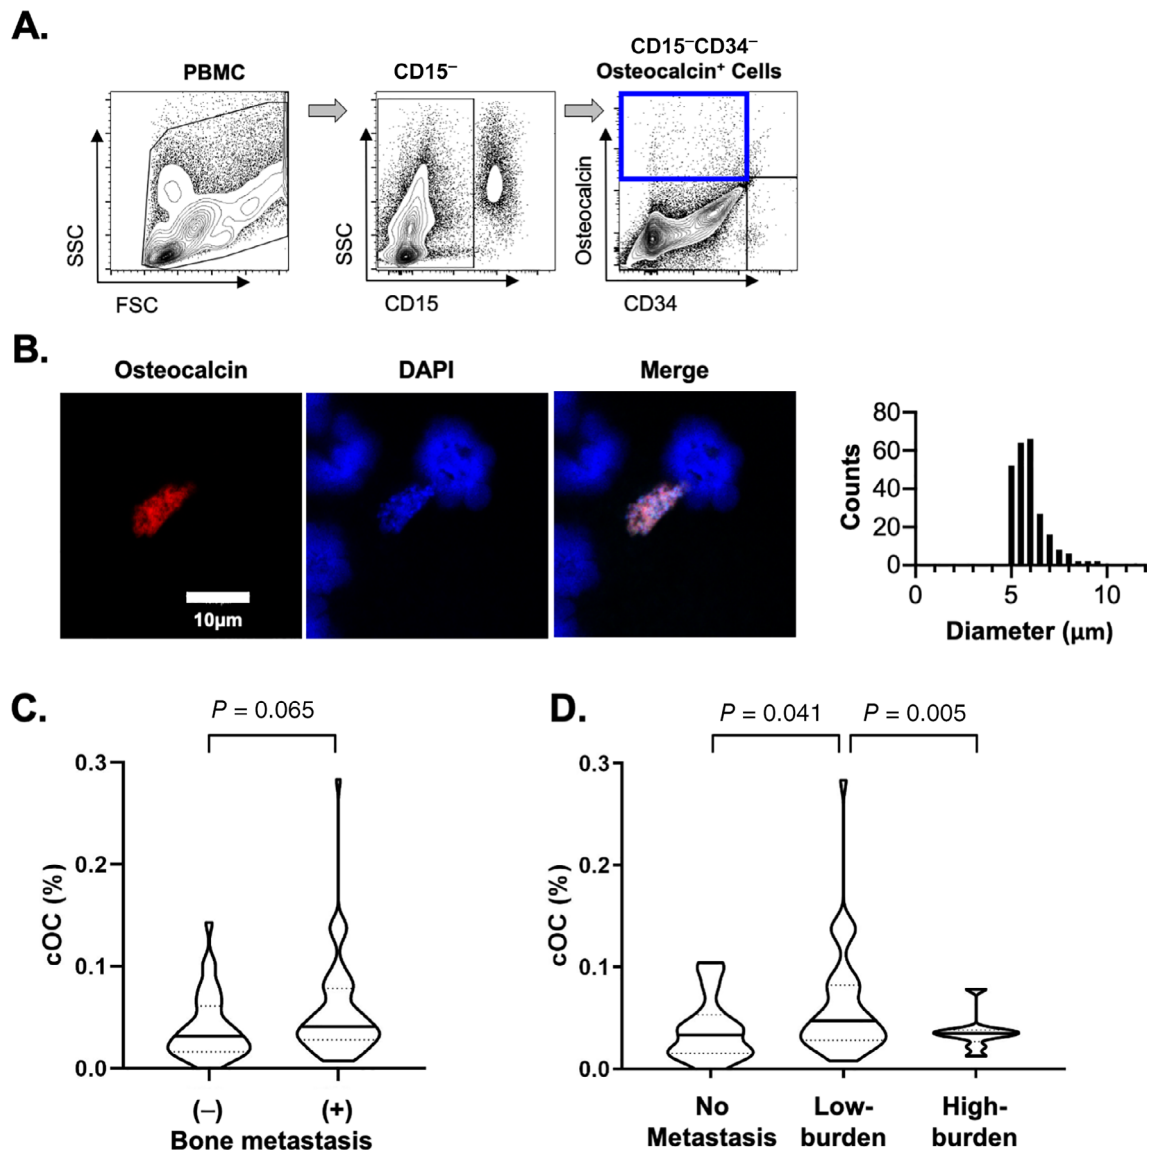 A.
PBMC
CD15⁻
CD15⁻CD34⁻
Osteocalcin⁺ Cells
SSC
FSC
SSC
CD15
Osteocalcin
CD34
B.
Osteocalcin
DAPI
Merge
10μm
Counts
80
60
40
20
0
0
5
10
Diameter (μm)
C.
P = 0.065
cOC (%)
0.3
0.2
0.1
0.0
(–)
(+)
Bone metastasis
D.
P = 0.041
P = 0.005
cOC (%)
0.3
0.2
0.1
0.0
No
Metastasis
Low-
burden
High-
burden